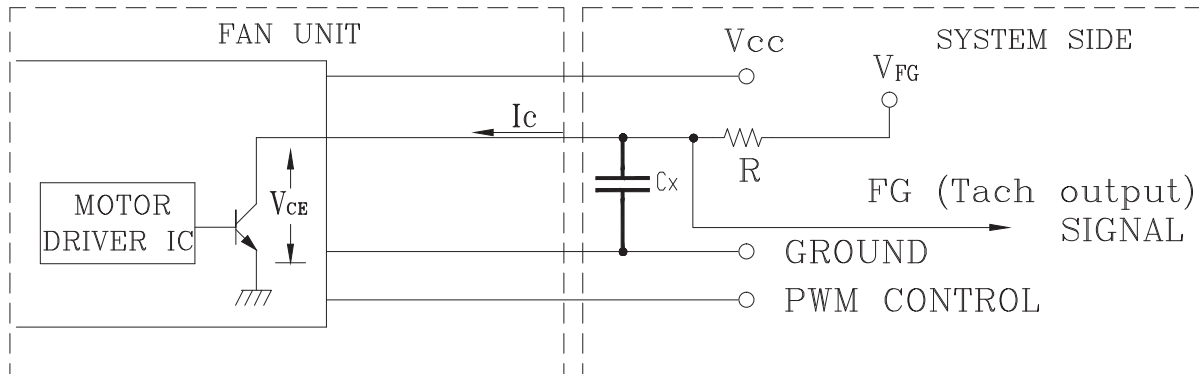 FAN UNIT
SYSTEM SIDE
Vcc
VFG
Ic
R
Cx
VCE
MOTOR
DRIVER IC
FG (Tach output)
SIGNAL
GROUND
PWM CONTROL